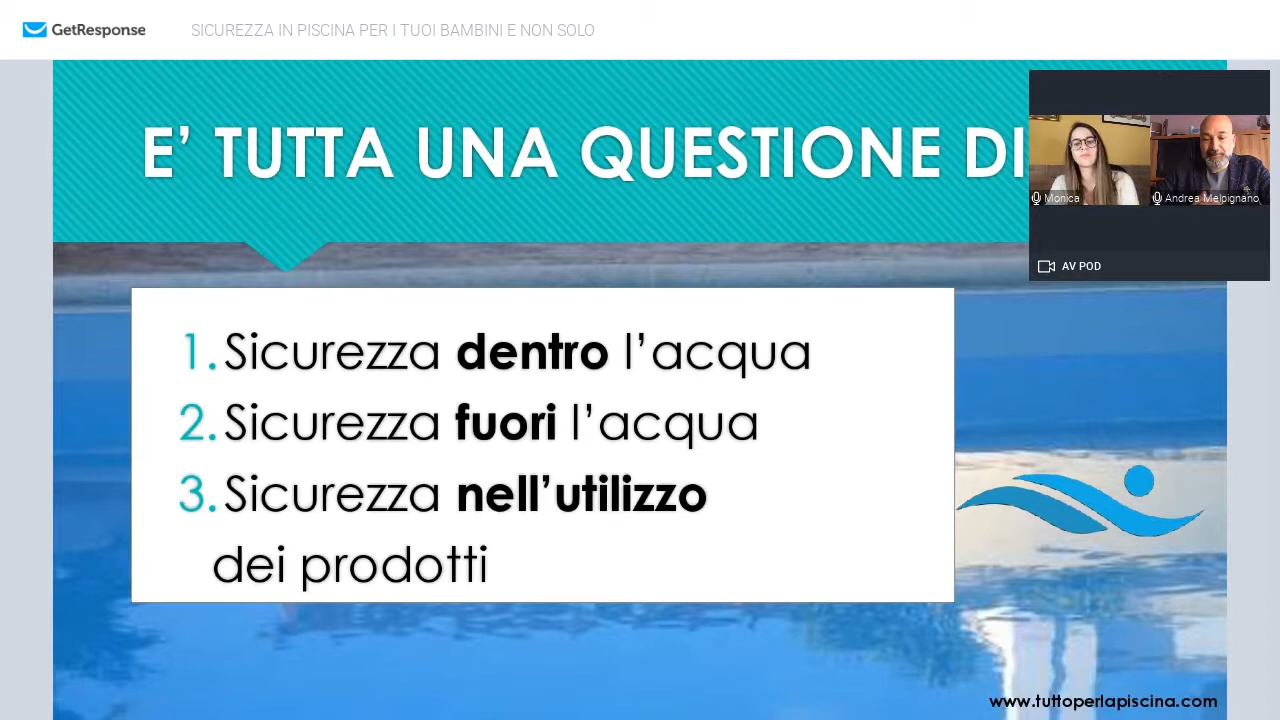 GetResponse
SICUREZZA IN PISCINA PER I TUOI BAMBINI E NON SOLO
E’ TUTTA UNA QUESTIONE DI
Monica
Andrea Melpignano
AV POD
1. Sicurezza dentro l’acqua
2. Sicurezza fuori l’acqua
3. Sicurezza nell’utilizzo
dei prodotti
www.tuttoperlapiscina.com